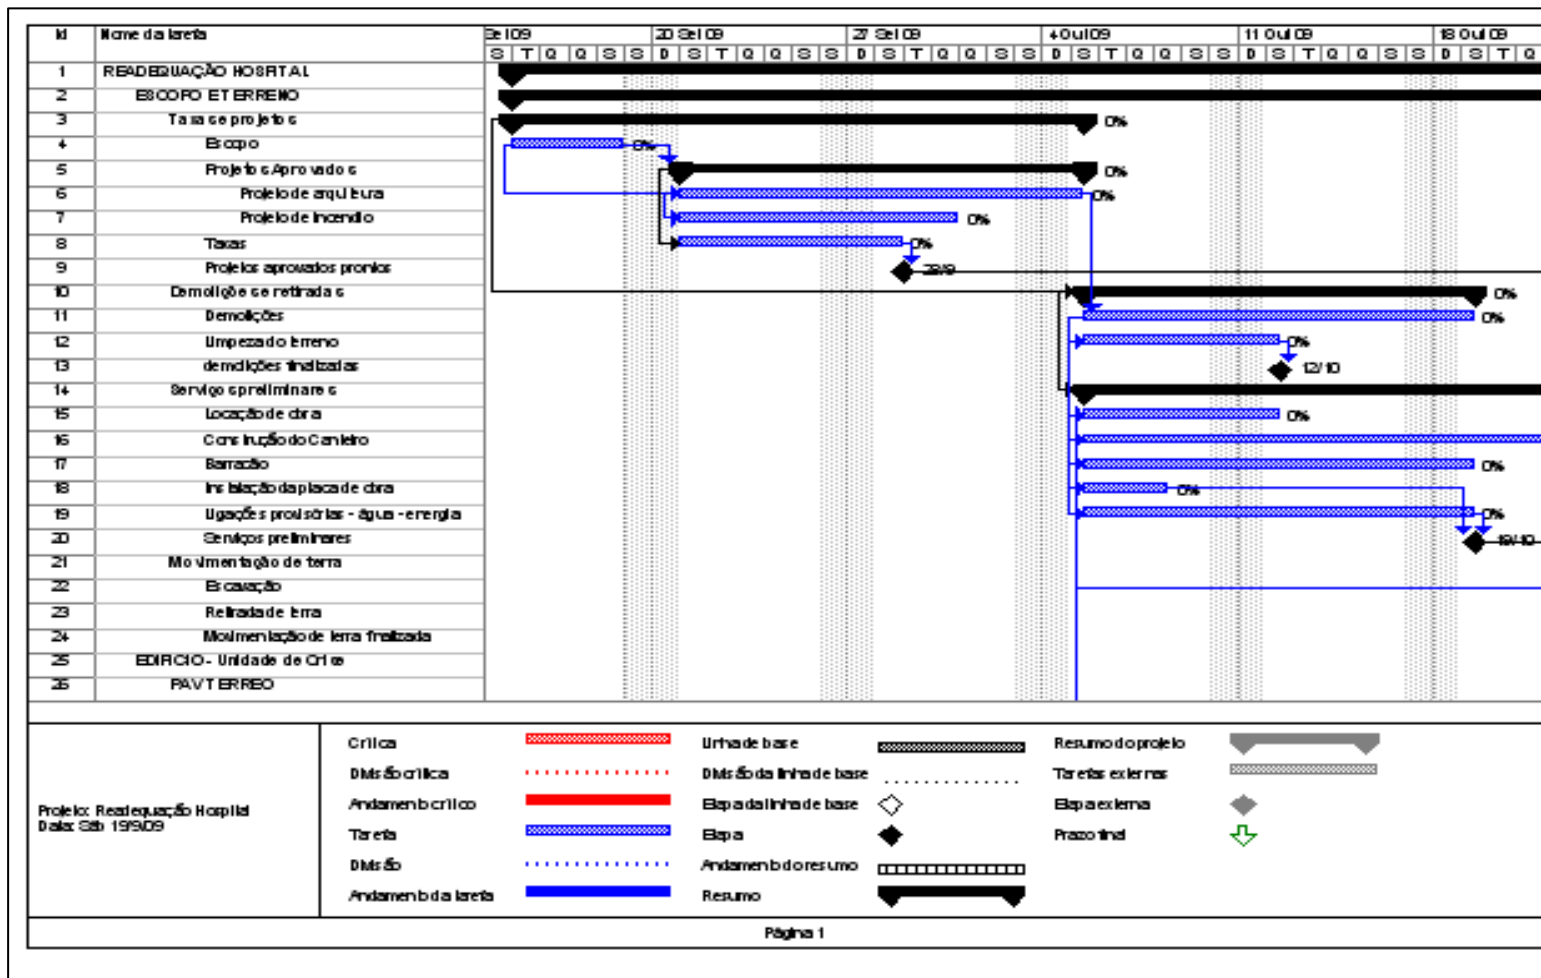 Id Nome da tarefa Set 09 20 Set 09 27 Set 09 4 Out 09 11 Out 09 18 Out 09
S T Q Q S S D S T Q Q S S D S T Q Q S S D S T Q Q S S D S T Q Q S S D S T Q
1 READEQUAÇÃO HOSPITAL
2 ESCOPO E TERRENO
3 Taxas e projetos 0%
4 Escopo 0%
5 Projetos Aprovados 0%
6 Projeto de arquitetura 0%
7 Projeto de incendio 0%
8 Taxas 0%
9 Projetos aprovados prontos
10 Demolições e retiradas 0%
11 Demolições 0%
12 Limpeza do terreno 0%
13 demolições finalizadas 12/10
14 Serviços preliminares
15 Locação de obra 0%
16 Construção do Canteiro
17 Barracão 0%
18 Instalação da placa de obra 0%
19 Ligações provisórias - água - energia 0%
20 Serviços preliminares 19/10
21 Movimentação de terra
22 Escavação
23 Retirada de terra
24 Movimentação de terra finalizada
25 EDIFICIO - Unidade de Crise
26 PAVT ERREO
Projeto: Readequação Hospital
Data: Sáb 19/9/09
Crítica
Divisão crítica
Andamento crítico
Tarefa
Divisão
Andamento da tarefa
Linha de base
Divisão da linha de base
Etapa da linha de base
Etapa
Andamento do resumo
Resumo
Resumo do projeto
Tarefas externas
Etapa externa
Prazo final
Página 1